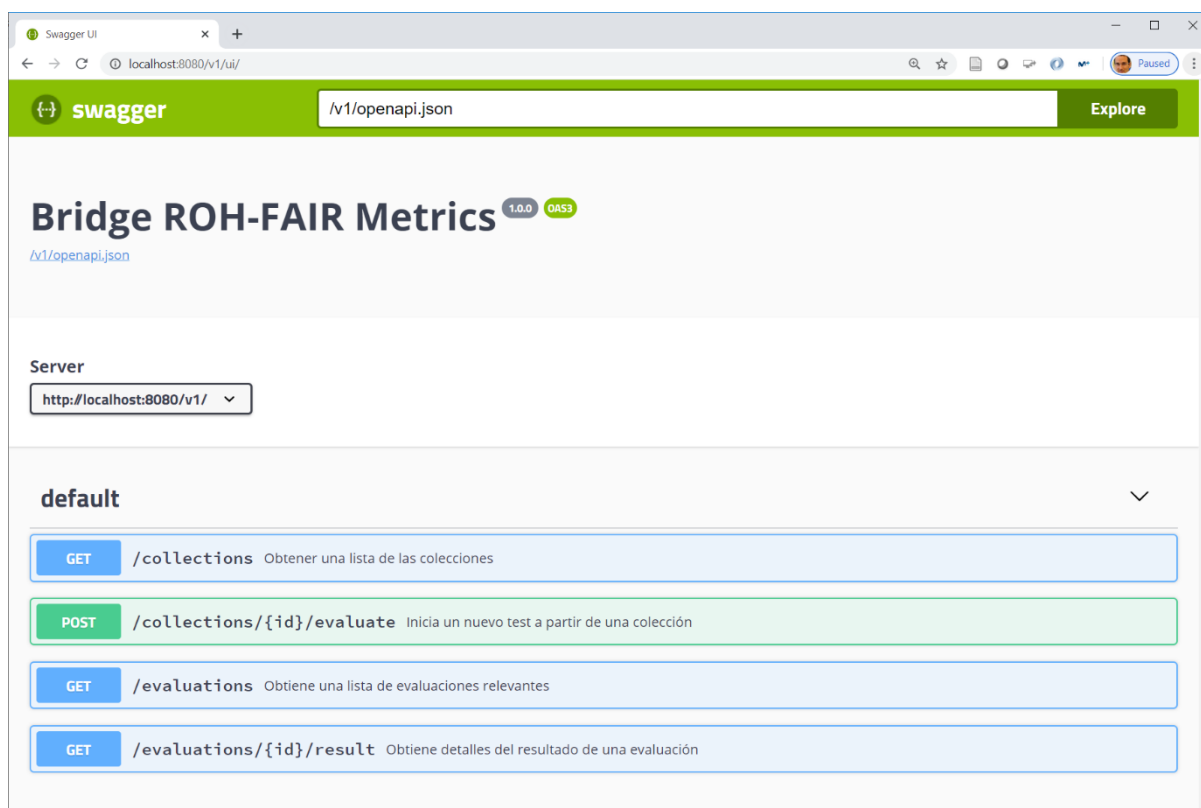 Swagger UI
localhost:8080/v1/ui/
Paused
swagger
/v1/openapi.json
Explore
Bridge ROH-FAIR Metrics 1.0.0 OAS3
/v1/openapi.json
Server
http://localhost:8080/v1/
default
GET /collections Obtener una lista de las colecciones
POST /collections/{id}/evaluate Inicia un nuevo test a partir de una colección
GET /evaluations Obtiene una lista de evaluaciones relevantes
GET /evaluations/{id}/result Obtiene detalles del resultado de una evaluación